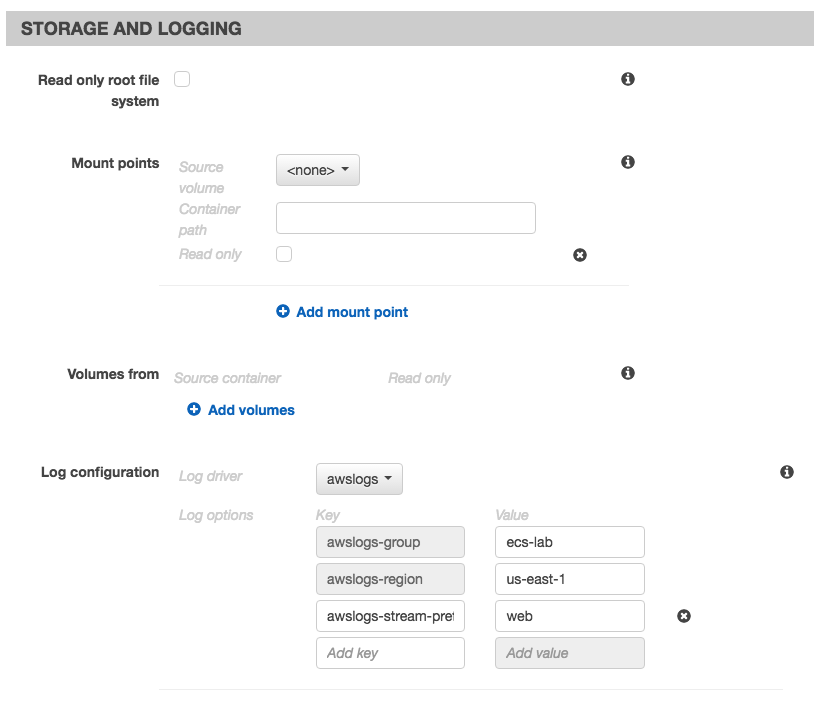 STORAGE AND LOGGING
Read only root file
system
Mount points
Source
volume
<none>
Container
path
Read only
Add mount point
Volumes from
Source container
Read only
Add volumes
Log configuration
Log driver
awslogs
Log options
Key
Value
awslogs-group
ecs-lab
awslogs-region
us-east-1
awslogs-stream-pref
web
Add key
Add value